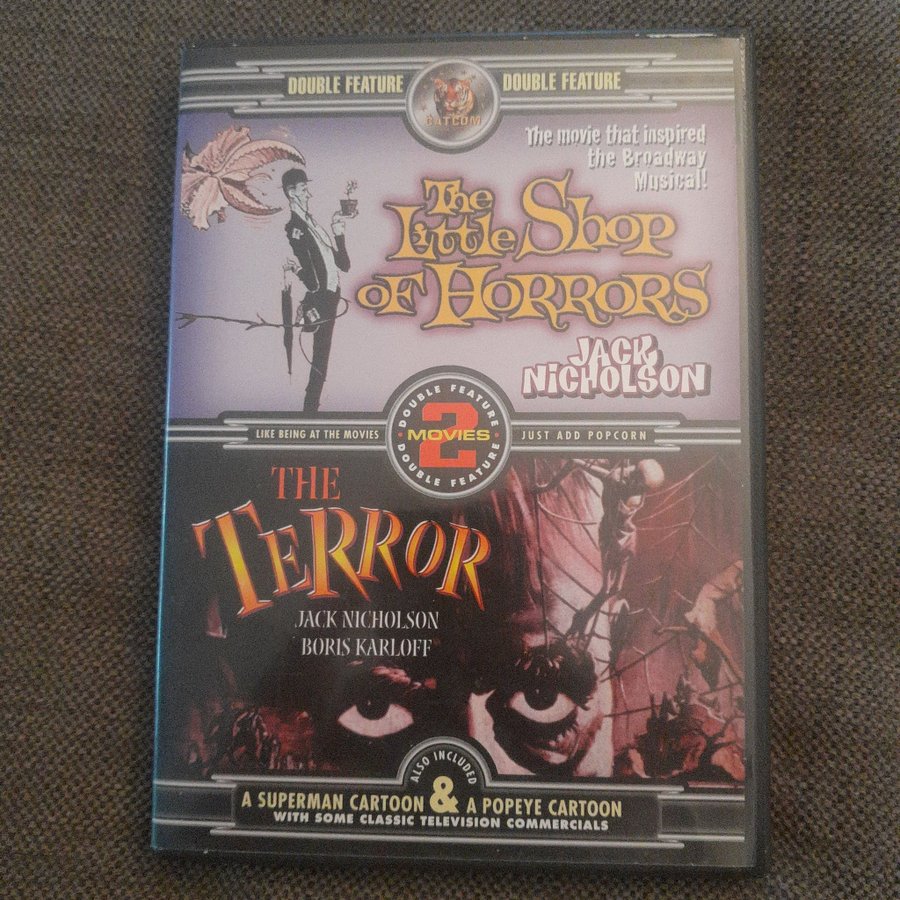 DOUBLE FEATURE
DOUBLE FEATURE
CATCOM
The movie that inspired
the Broadway
Musical!
The
Little Shop
OF HORRORS
JACK
NICHOLSON
LIKE BEING AT THE MOVIES
DOUBLE FEATURE
2
MOVIES
DOUBLE FEATURE
JUST ADD POPCORN
THE
TERROR
JACK NICHOLSON
BORIS KARLOFF
ALSO INCLUDED
A SUPERMAN CARTOON & A POPEYE CARTOON
WITH SOME CLASSIC TELEVISION COMMERCIALS